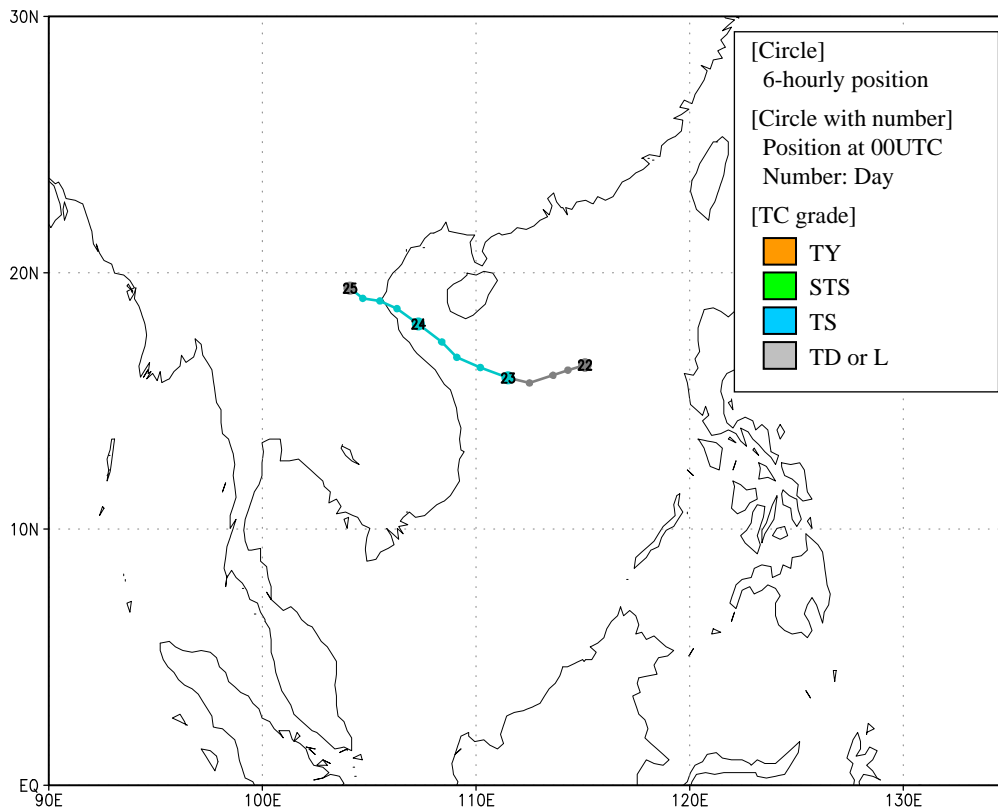 30N
[Circle]
6-hourly position
[Circle with number]
Position at 00UTC
Number: Day
[TC grade]
TY
STS
TS
TD or L
20N
25
24
23
22
10N
EQ
90E
100E
110E
120E
130E